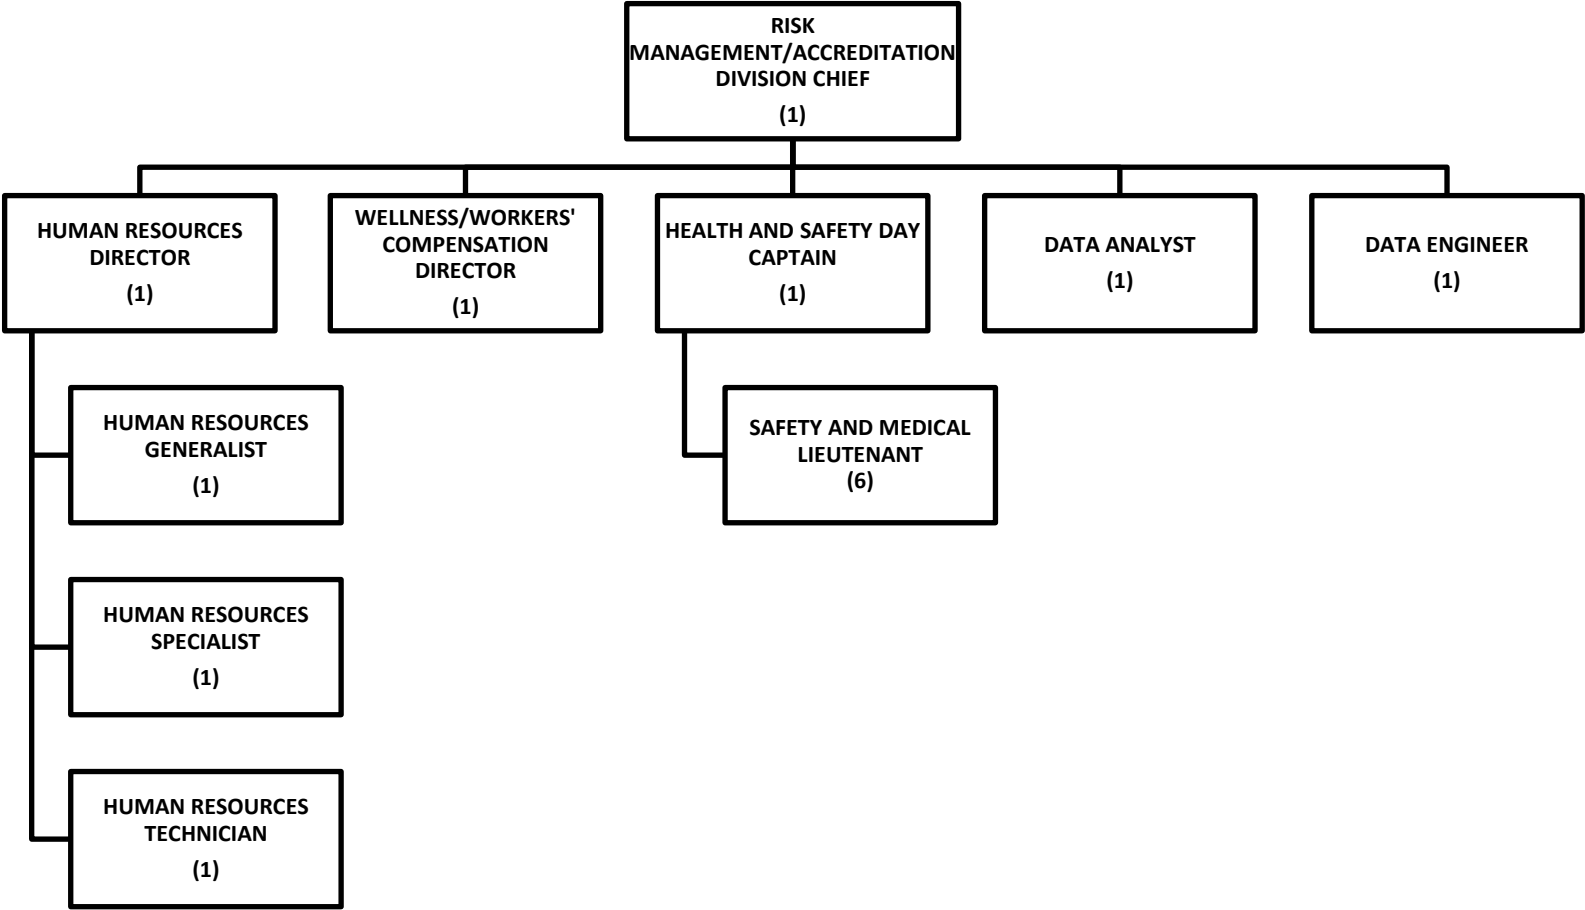 RISK
MANAGEMENT/ACCREDITATION
DIVISION CHIEF
(1)
HUMAN RESOURCES
DIRECTOR
(1)
WELLNESS/WORKERS'
COMPENSATION
DIRECTOR
(1)
HEALTH AND SAFETY DAY
CAPTAIN
(1)
DATA ANALYST
(1)
DATA ENGINEER
(1)
HUMAN RESOURCES
GENERALIST
(1)
SAFETY AND MEDICAL
LIEUTENANT
(6)
HUMAN RESOURCES
SPECIALIST
(1)
HUMAN RESOURCES
TECHNICIAN
(1)